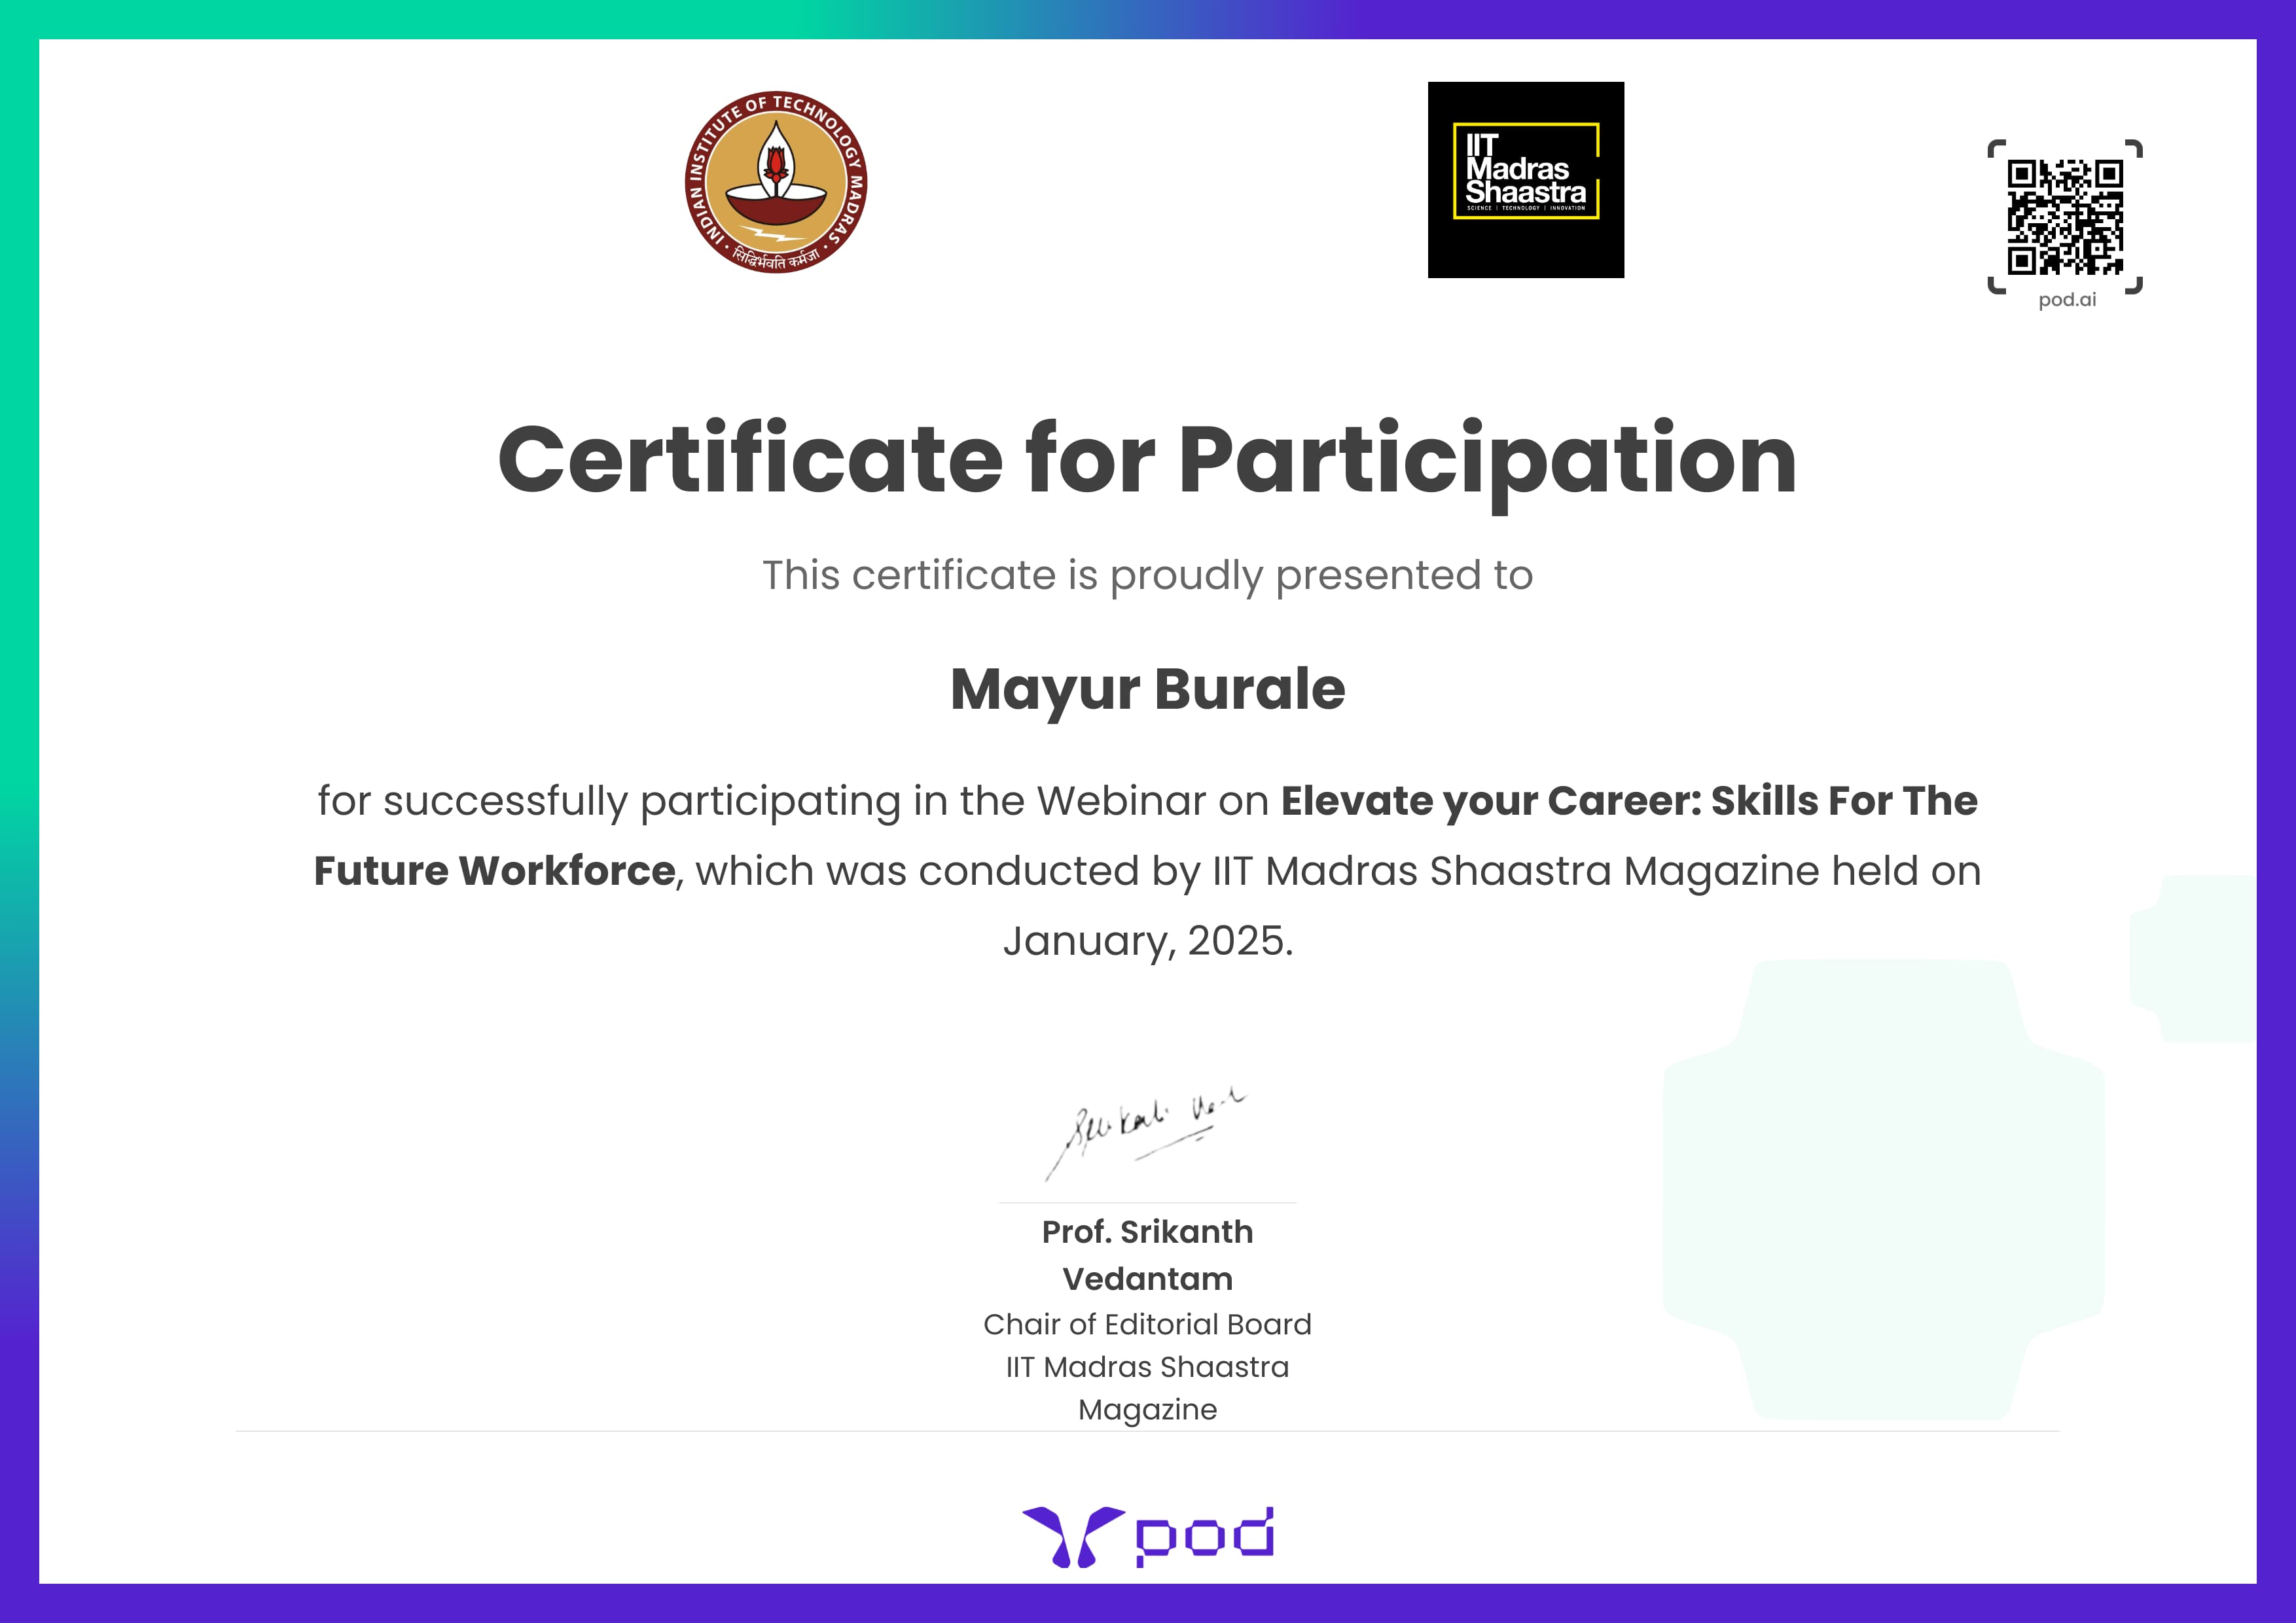 INDIAN INSTITUTE OF TECHNOLOGY MADRAS
सिद्धिर्भवति कर्मजा
IIT
Madras
Shaastra
SCIENCE | TECHNOLOGY | INNOVATION
pod.ai
Certificate for Participation
This certificate is proudly presented to
Mayur Burale
for successfully participating in the Webinar on Elevate your Career: Skills For The
Future Workforce, which was conducted by IIT Madras Shaastra Magazine held on
January, 2025.
Prof. Srikanth
Vedantam
Chair of Editorial Board
IIT Madras Shaastra
Magazine
pod